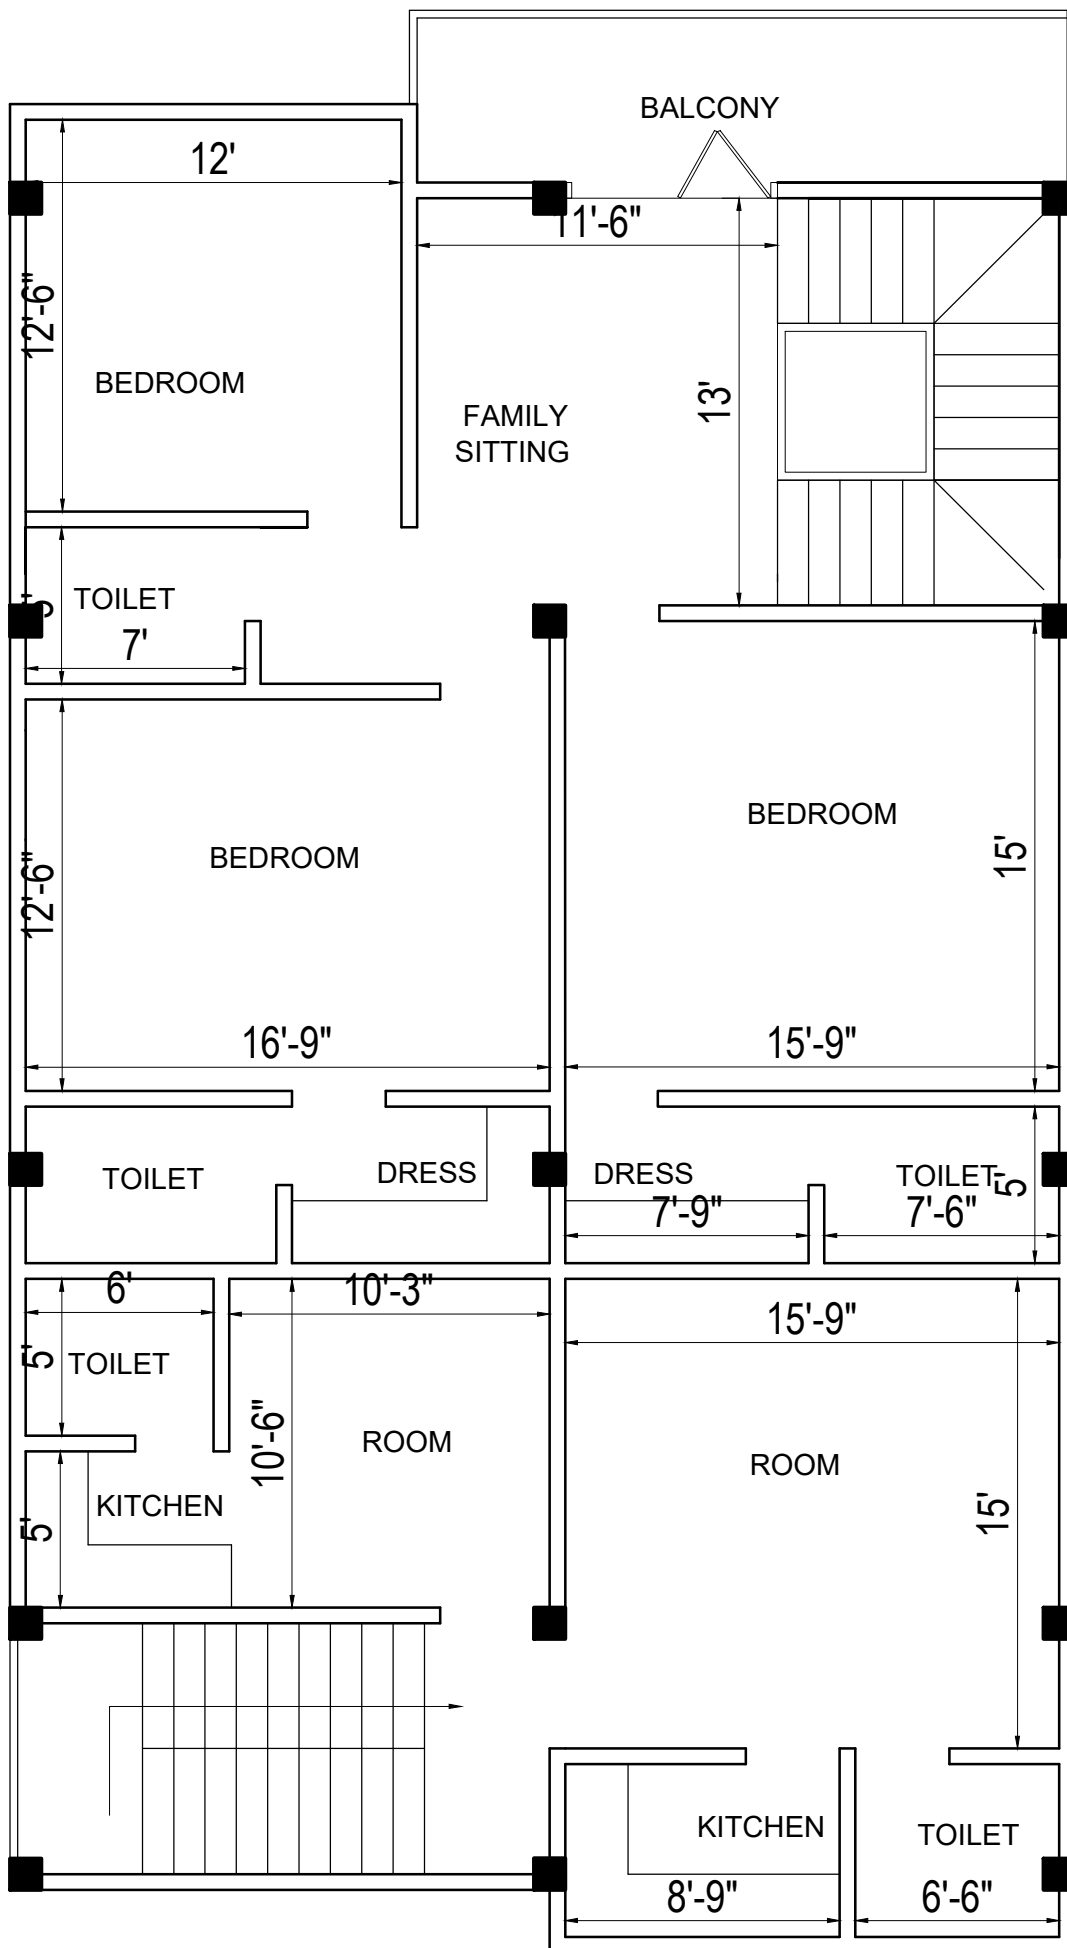 BALCONY
12'
11'-6"
12'-6"
BEDROOM
13'
FAMILY
SITTING
TOILET
5'
7'
BEDROOM
BEDROOM
12'-6"
15'
16'-9"
15'-9"
TOILET
DRESS
DRESS
TOILET
5'
7'-9"
7'-6"
6'
10'-3"
15'-9"
5'
TOILET
10'-6"
ROOM
ROOM
KITCHEN
5'
15'
KITCHEN
TOILET
8'-9"
6'-6"